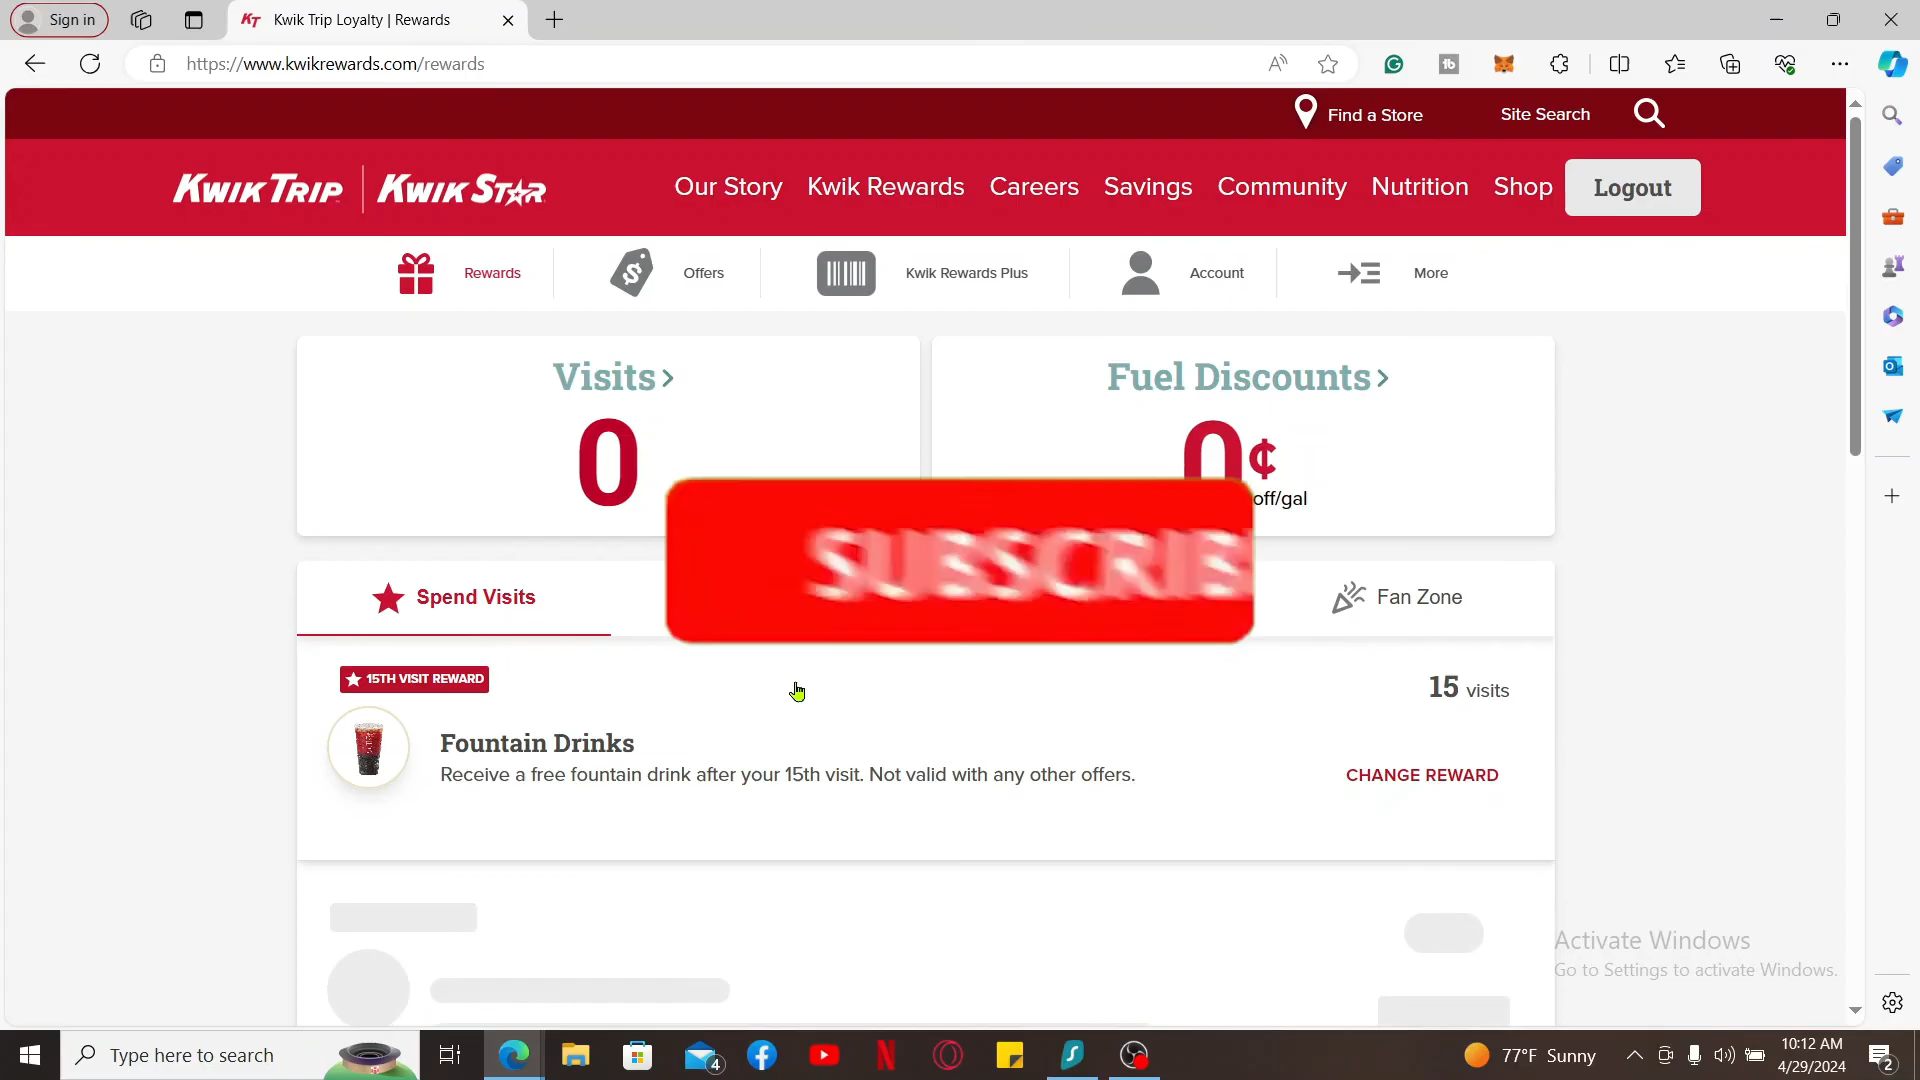 Sign in
Kwik Trip Loyalty | Rewards
https://www.kwikrewards.com/rewards
Find a Store
Site Search
KWIK TRIP KWIK STAR
Our Story Kwik Rewards Careers Savings Community Nutrition Shop Logout
Rewards Offers Kwik Rewards Plus Account More
Visits
Fuel Discounts
0
0¢
off/gal
SUBSCRIB
Spend Visits
Fan Zone
15TH VISIT REWARD
15 visits
Fountain Drinks
Receive a free fountain drink after your 15th visit. Not valid with any other offers.
CHANGE REWARD
Activate Windows
Go to Settings to activate Windows.
Type here to search
4
77°F Sunny
10:12 AM
4/29/2024
2